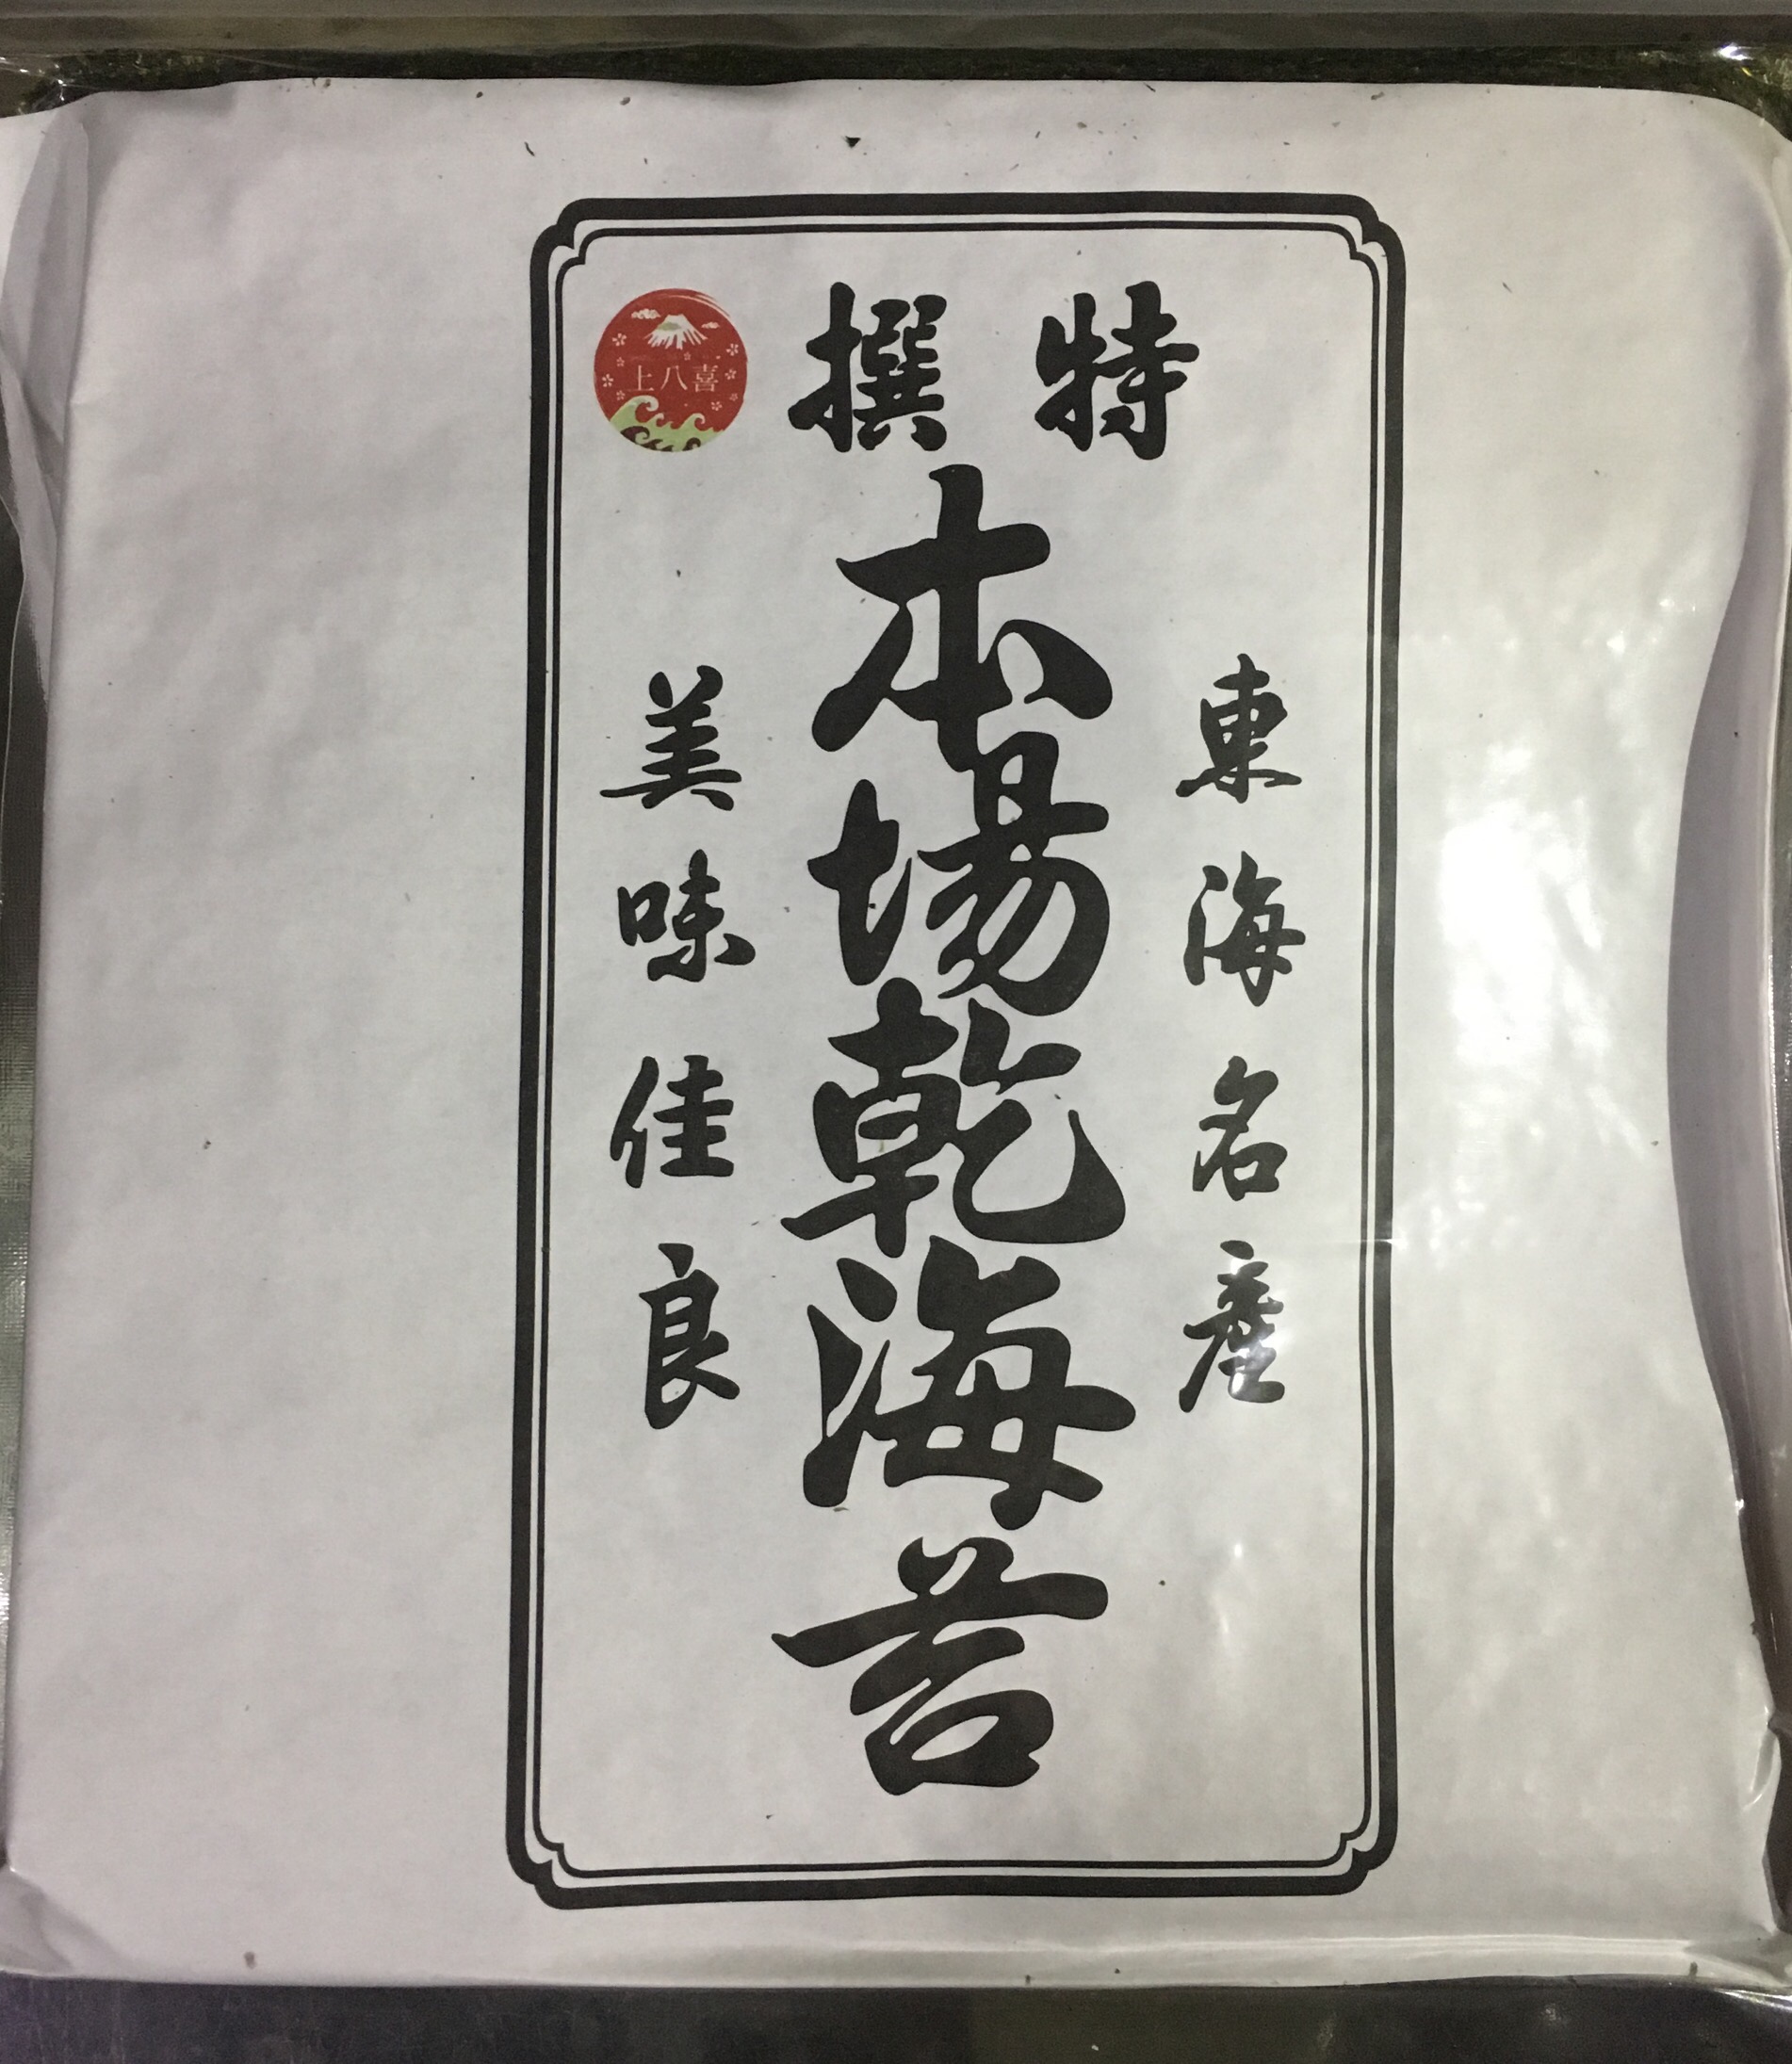 特撰
上八喜
東海名産
本場乾海苔
美味佳良